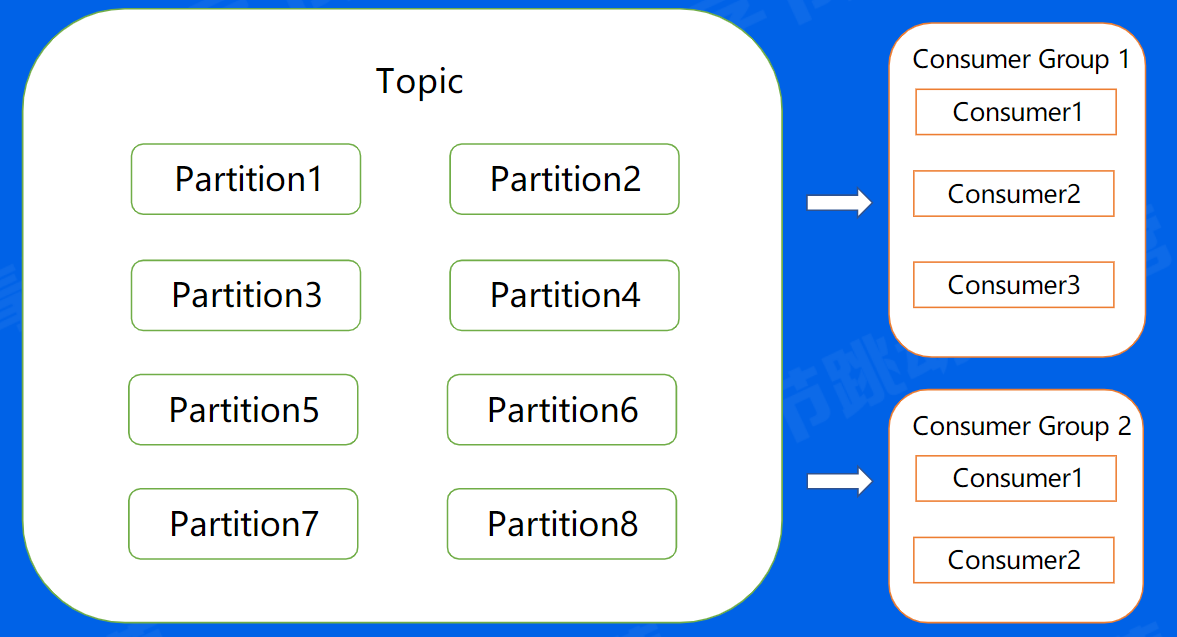 Topic
Partition1
Partition2
Partition3
Partition4
Partition5
Partition6
Partition7
Partition8
Consumer Group 1
Consumer1
Consumer2
Consumer3
Consumer Group 2
Consumer1
Consumer2